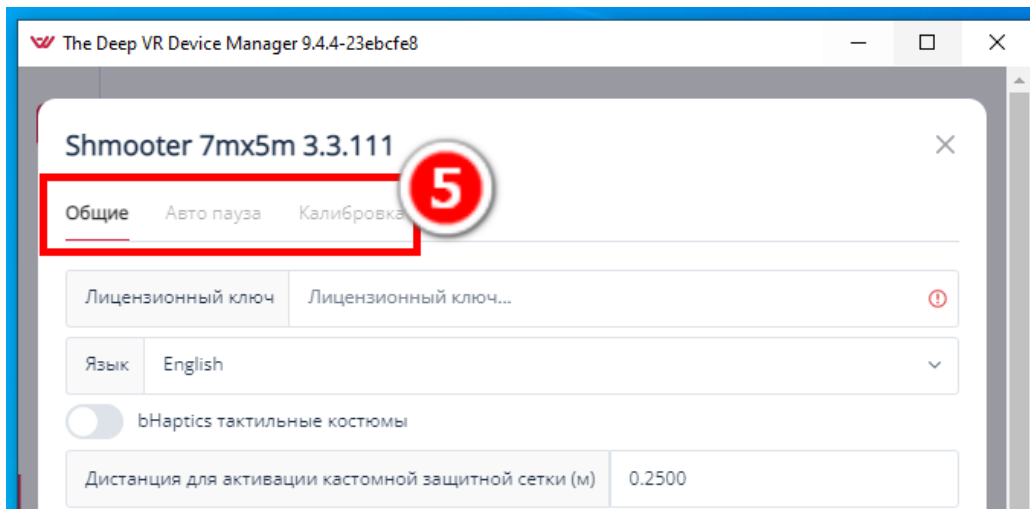 The Deep VR Device Manager 9.4.4-23ebcfe8
Shmooter 7mx5m 3.3.111
5
Общие Авто пауза Калибровка
Лицензионный ключ Лицензионный ключ...
Язык English
bHaptics тактильные костюмы
Дистанция для активации кастомной защитной сетки (м) 0.2500